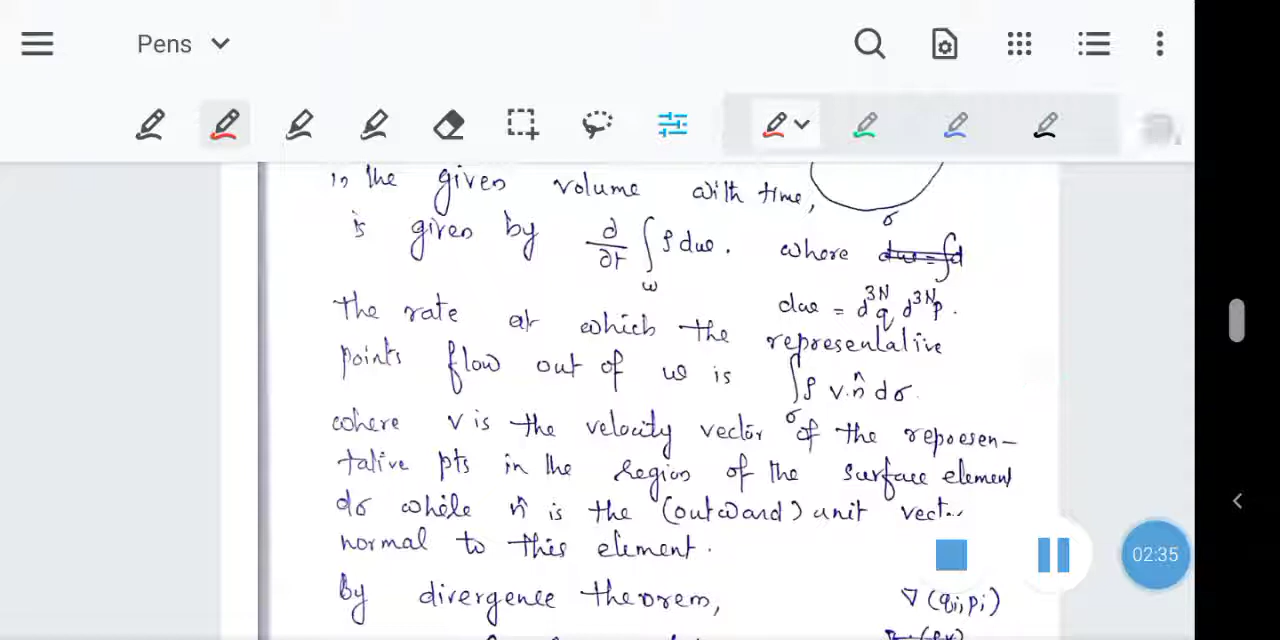 Pens
in the given volume with time,
σ
is given by ∂/∂t ∫_ω ρ dω. where
dω = d^{3N}q d^{3N}p.
The rate at which the representative
points flow out of ω is ∫_σ ρ v.n̂ dσ.
where v is the velocity vector of the represen-
tative pts in the region of the surface element
dσ while n̂ is the (outward) unit vect..
normal to this element.
02:35
By divergence theorem, ∇(qi,pi)